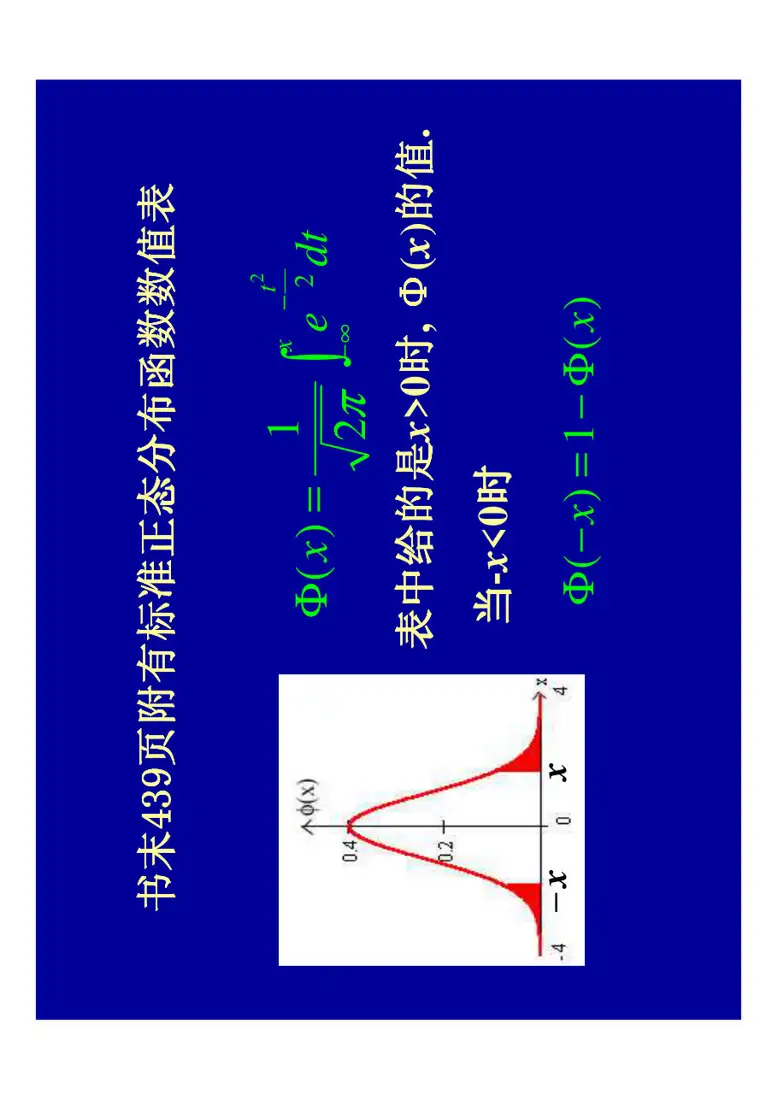 书末439页附有标准正态分布函数数值表
Φ(x) = 1/√(2π) ∫_{-∞}^{x} e^{-t²/2} dt
表中给的是x>0时, Φ(x)的值.
当-x<0时
Φ(−x) = 1 − Φ(x)
ϕ(x)
0.4
0.2
-4 −x 0 x 4 x